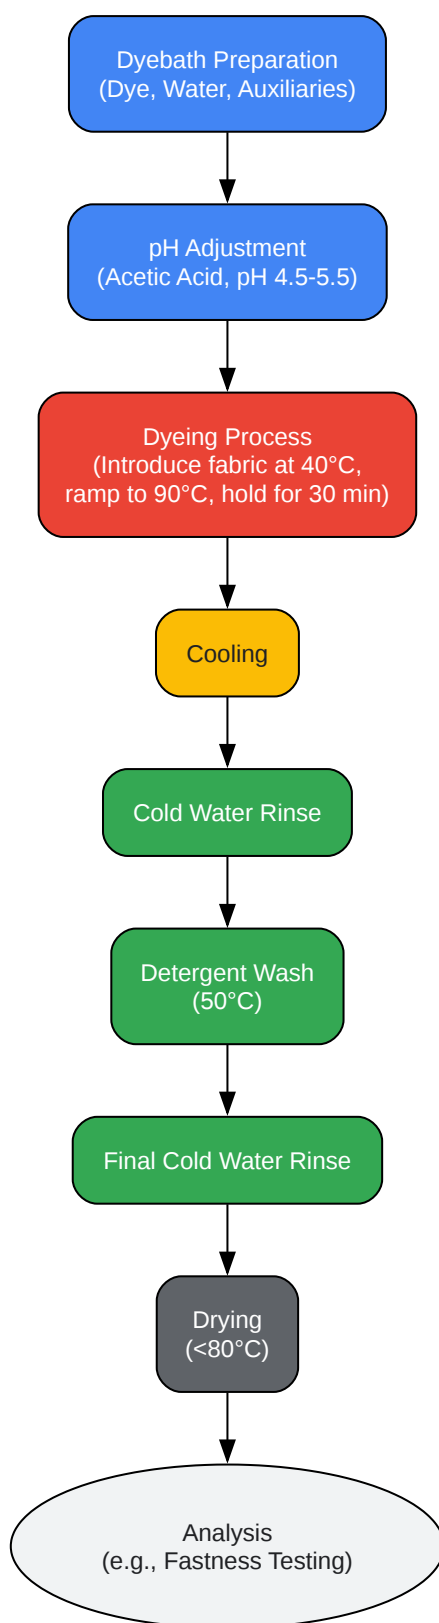 Dyebath Preparation
(Dye, Water, Auxiliaries)
pH Adjustment
(Acetic Acid, pH 4.5-5.5)
Dyeing Process
(Introduce fabric at 40°C,
ramp to 90°C, hold for 30 min)
Cooling
Cold Water Rinse
Detergent Wash
(50°C)
Final Cold Water Rinse
Drying
(<80°C)
Analysis
(e.g., Fastness Testing)